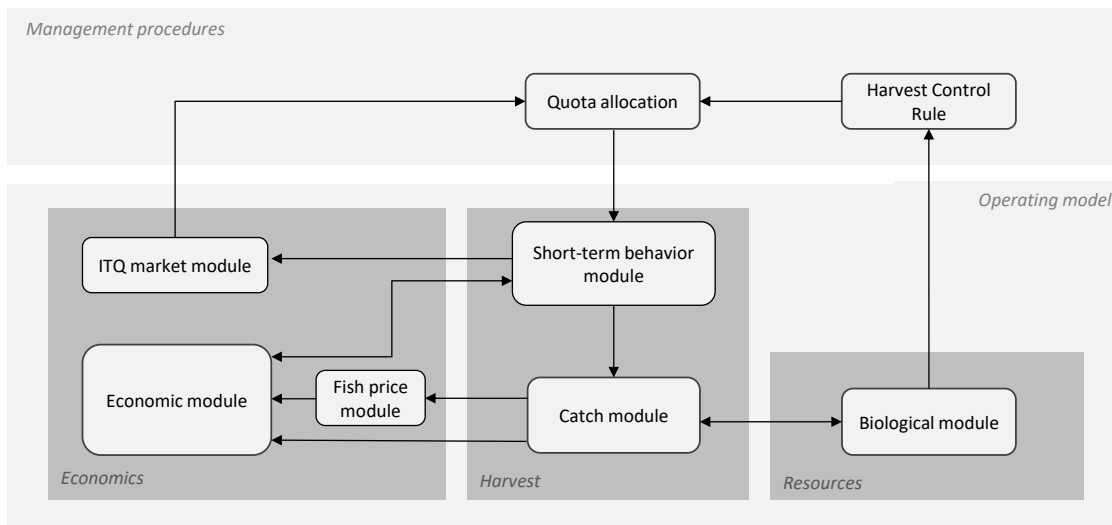 Management procedures
Quota allocation
Harvest Control
Rule
Operating model
ITQ market module
Short-term behavior
module
Economic module
Fish price
module
Catch module
Biological module
Economics
Harvest
Resources